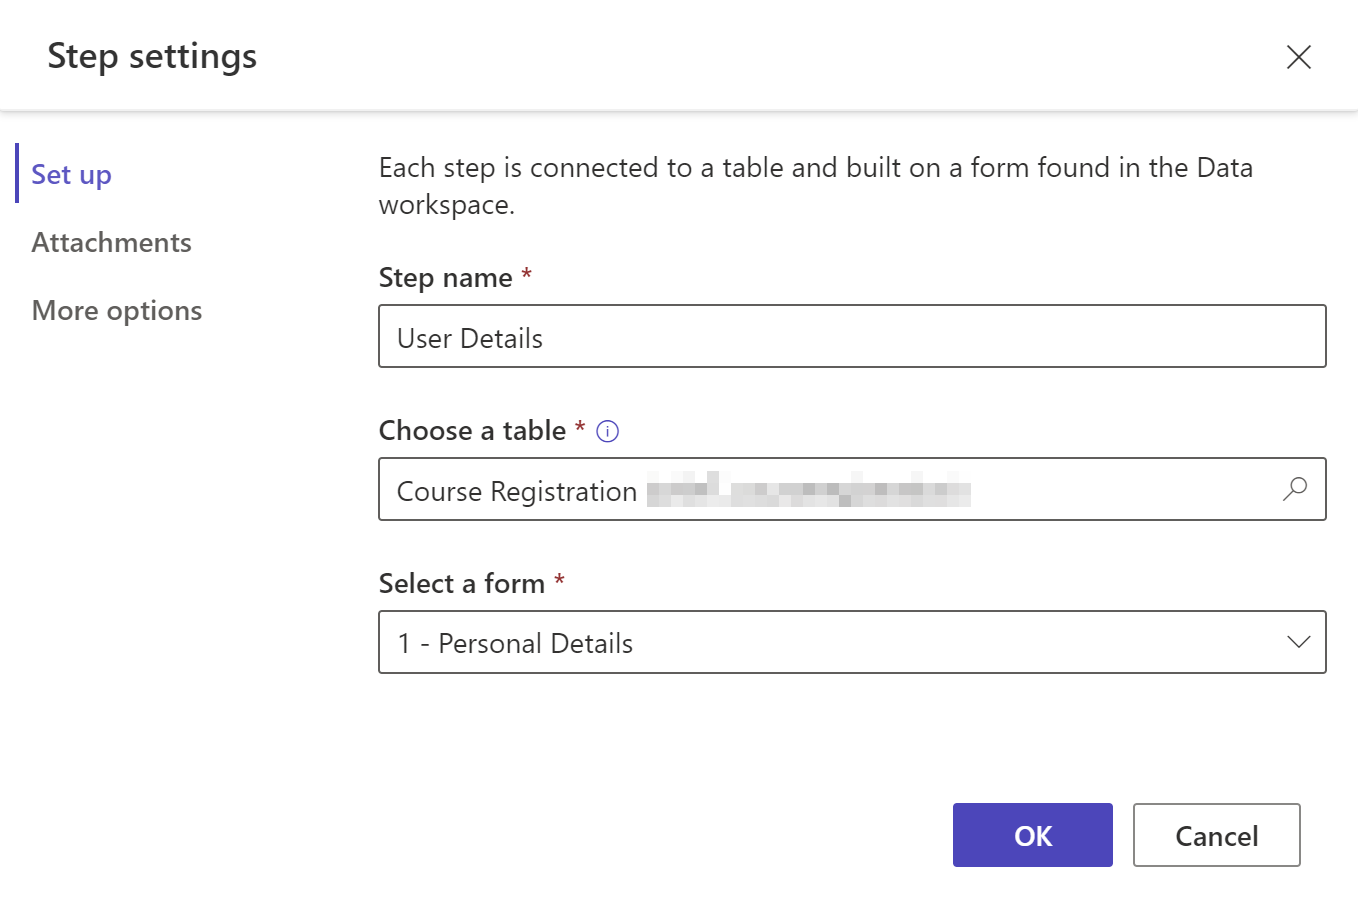 Step settings
Set up
Attachments
More options
Each step is connected to a table and built on a form found in the Data
workspace.
Step name *
User Details
Choose a table *
Course Registration
Select a form *
1 - Personal Details
OK
Cancel